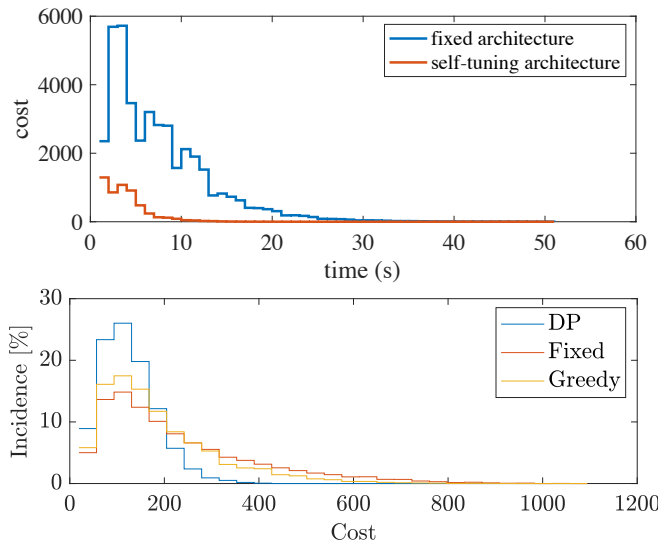 6000
4000
2000
0
cost
fixed architecture
self-tuning architecture
0 10 20 30 40 50 60
time (s)
30
20
10
0
Incidence [%]
DP
Fixed
Greedy
0 200 400 600 800 1000 1200
Cost